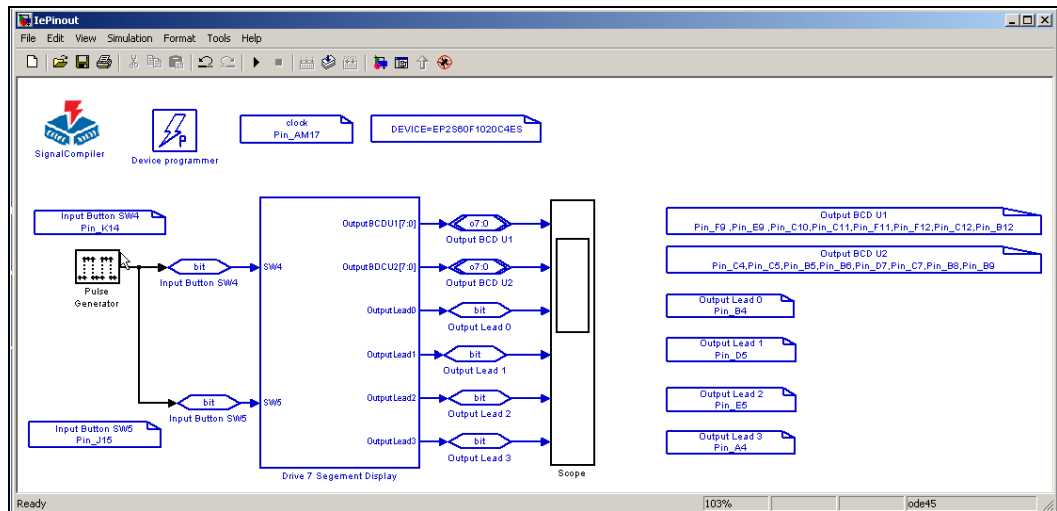 IePinout
File Edit View Simulation Format Tools Help
SignalCompiler
P
Device programmer
clock
Pin_AM17
DEVICE=EP2S60F1020C4ES
Input Button SW4
Pin_K14
Pulse
Generator
bit
Input Button SW4
bit
Input Button SW5
Input Button SW5
Pin_J15
SW4
SW5
OutputBCDU1[7:0]
OutputBCDU2[7:0]
OutputLead0
OutputLead1
OutputLead2
OutputLead3
Drive 7 Segement Display
o7:0
Output BCD U1
o7:0
Output BCD U2
bit
Output Lead 0
bit
Output Lead 1
bit
Output Lead 2
bit
Output Lead 3
Scope
Output BCD U1
Pin_F9 ,Pin_E9 ,Pin_C10,Pin_C11,Pin_F11,Pin_F12,Pin_C12,Pin_B12
Output BCD U2
Pin_C4,Pin_C5,Pin_B5,Pin_B6,Pin_D7,Pin_C7,Pin_B8,Pin_B9
Output Lead 0
Pin_B4
Output Lead 1
Pin_D5
Output Lead 2
Pin_E5
Output Lead 3
Pin_A4
Ready
103%
ode45